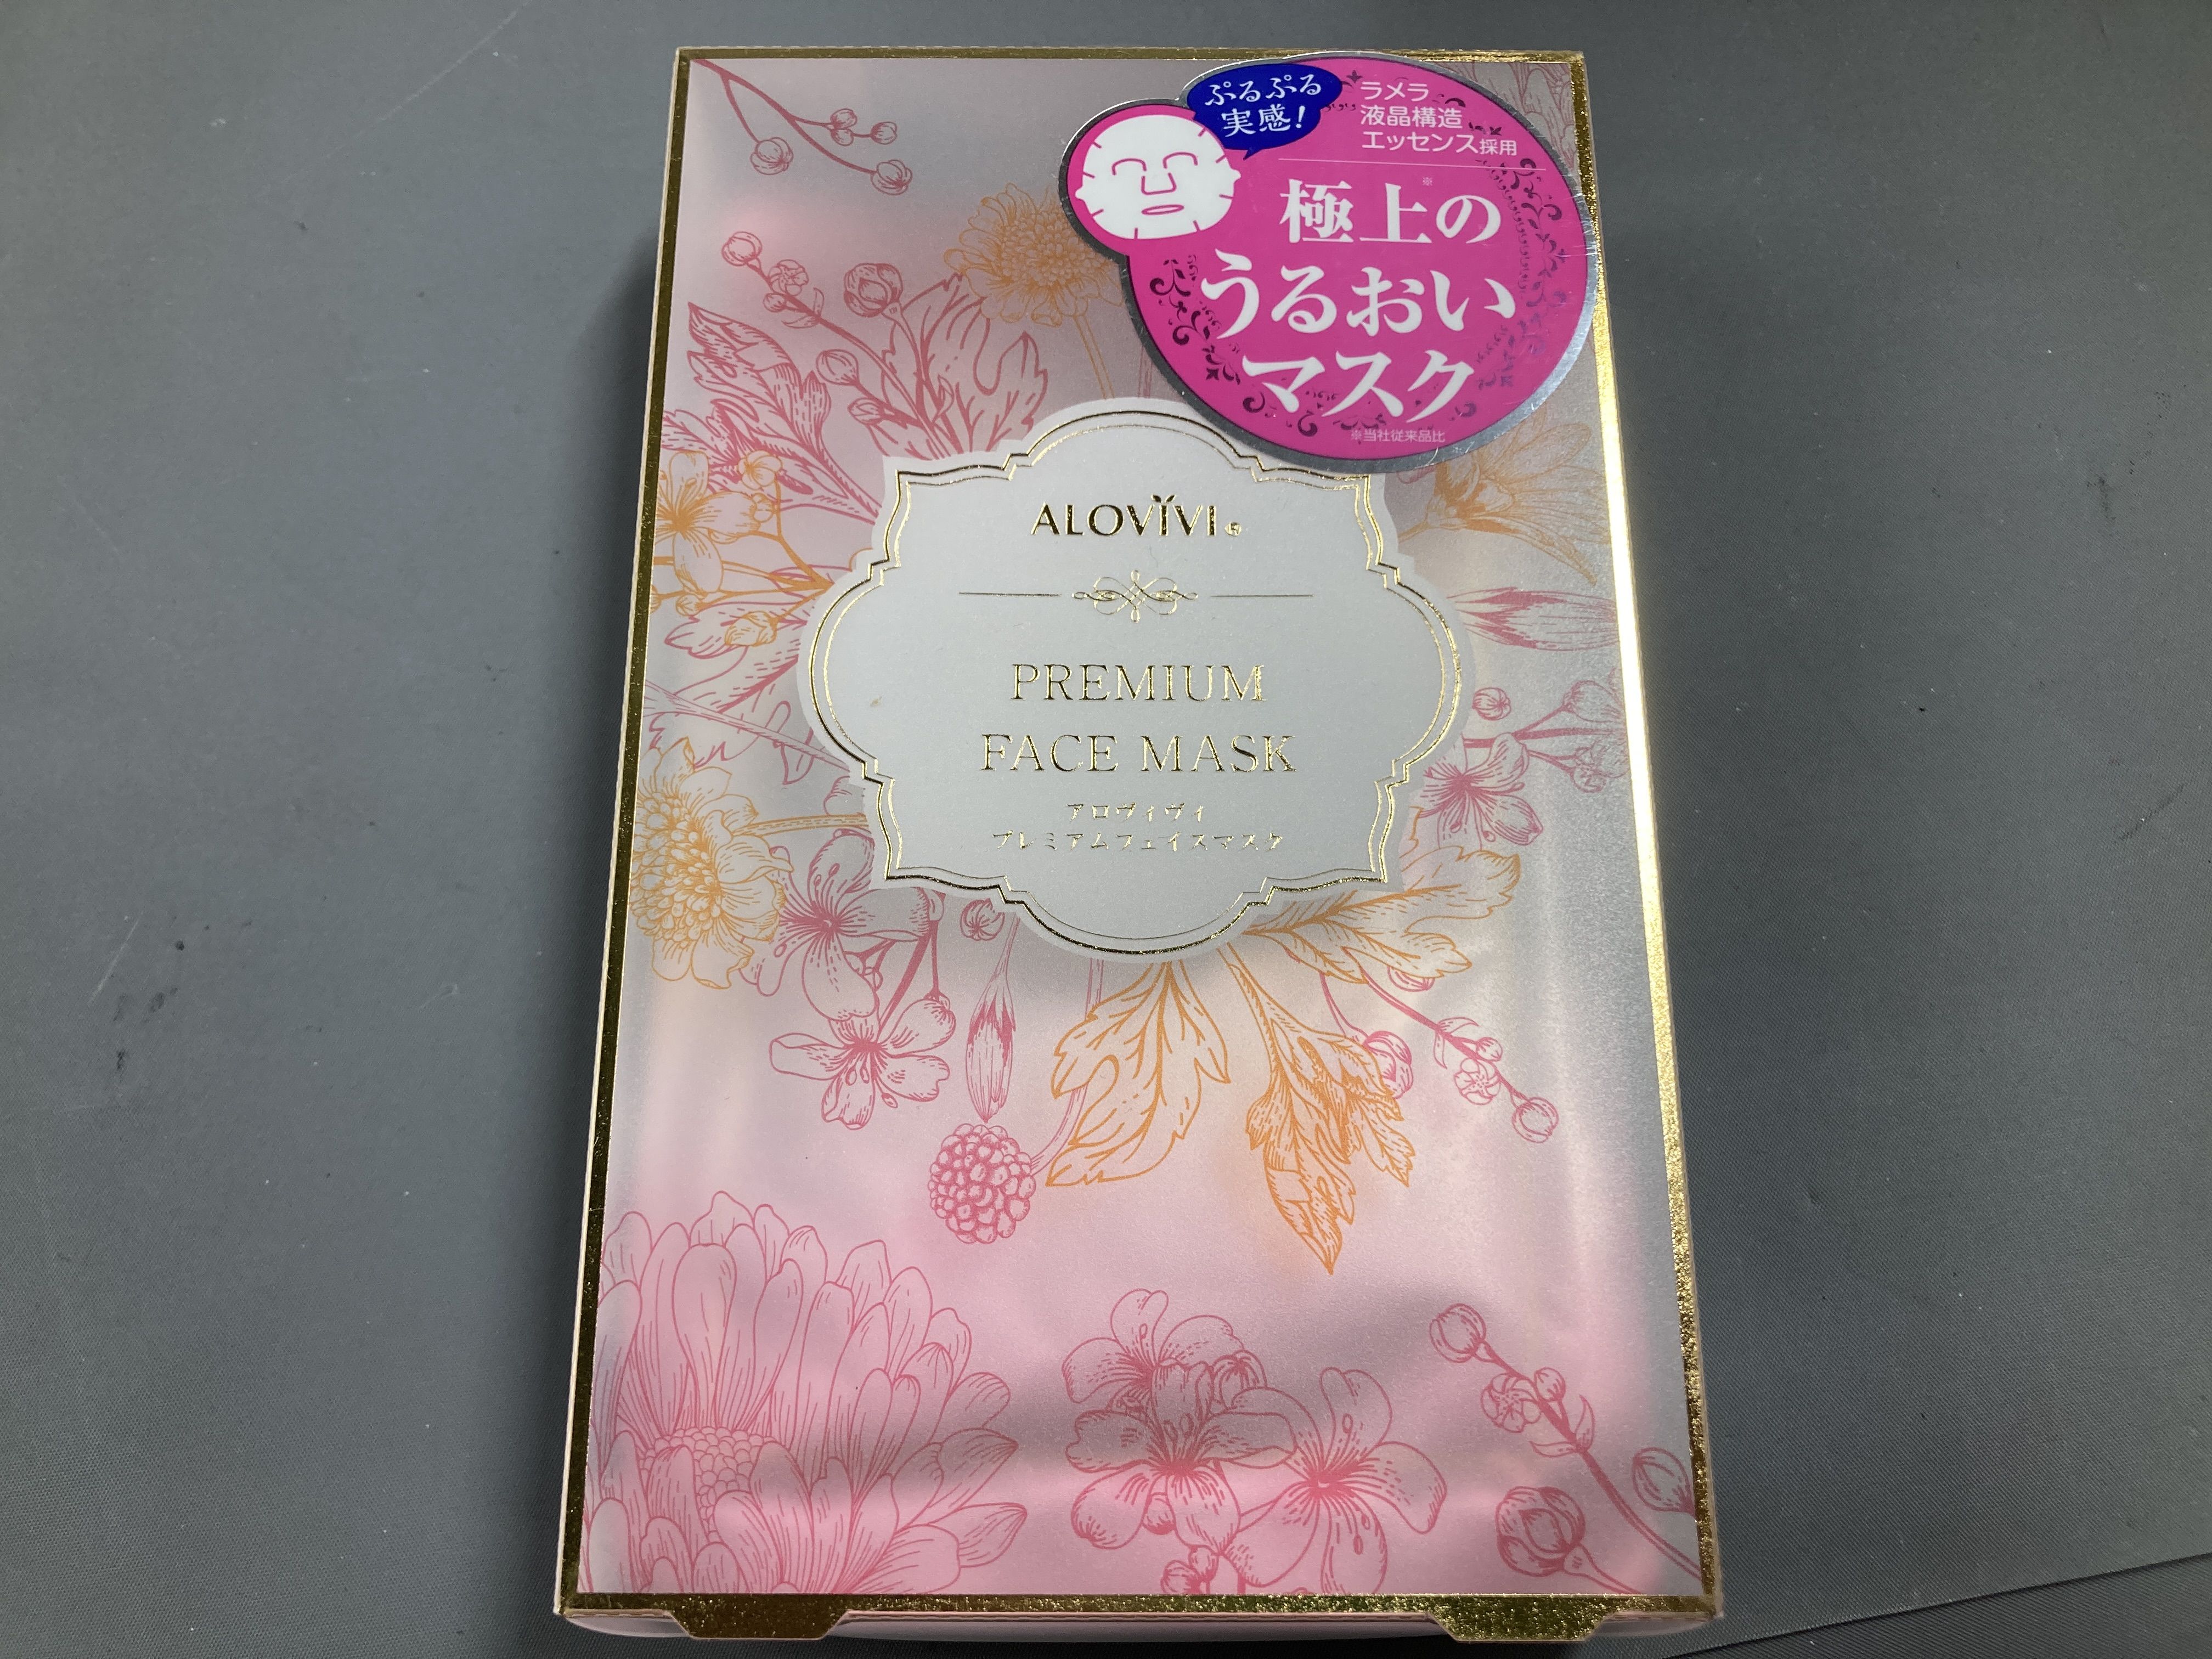 ぷるぷる
実感!
ラメラ
液晶構造
エッセンス採用
極上の※
うるおい
マスク
※当社従来品比
ALOVIVI®
PREMIUM
FACE MASK
アロヴィヴィ
プレミアムフェイスマスク